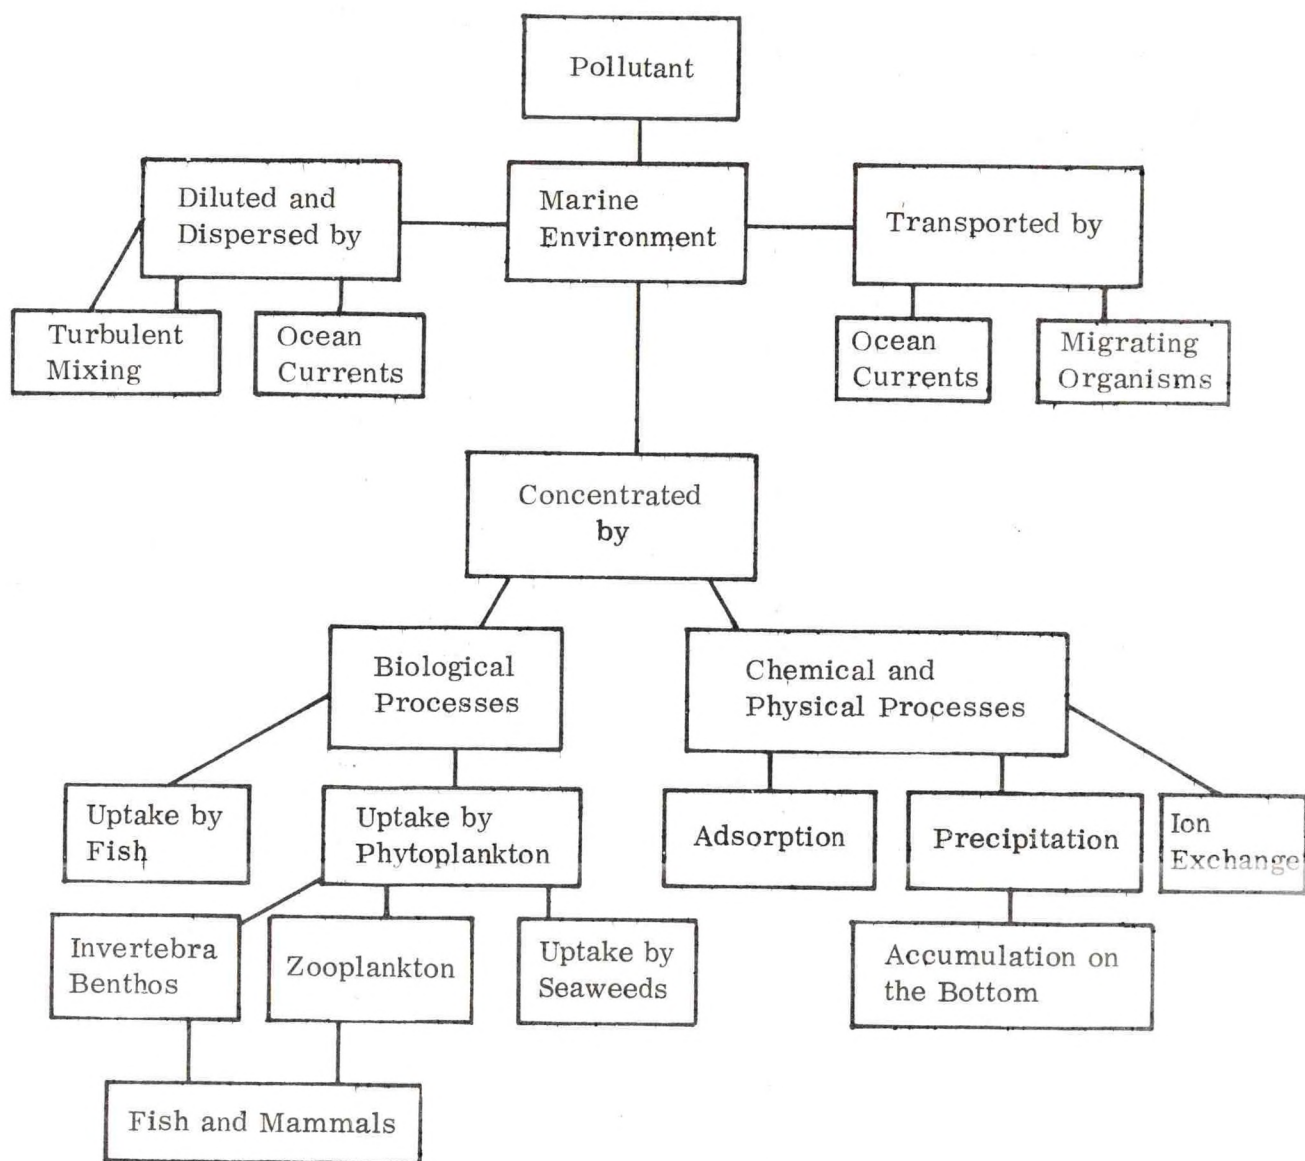 Pollutant
Diluted and
Dispersed by
Marine
Environment
Transported by
Turbulent
Mixing
Ocean
Currents
Ocean
Currents
Migrating
Organisms
Concentrated
by
Biological
Processes
Chemical and
Physical Processes
Uptake by
Fish
Uptake by
Phytoplankton
Adsorption
Precipitation
Ion
Exchange
Invertebra
Benthos
Zooplankton
Uptake by
Seaweeds
Accumulation on
the Bottom
Fish and Mammals